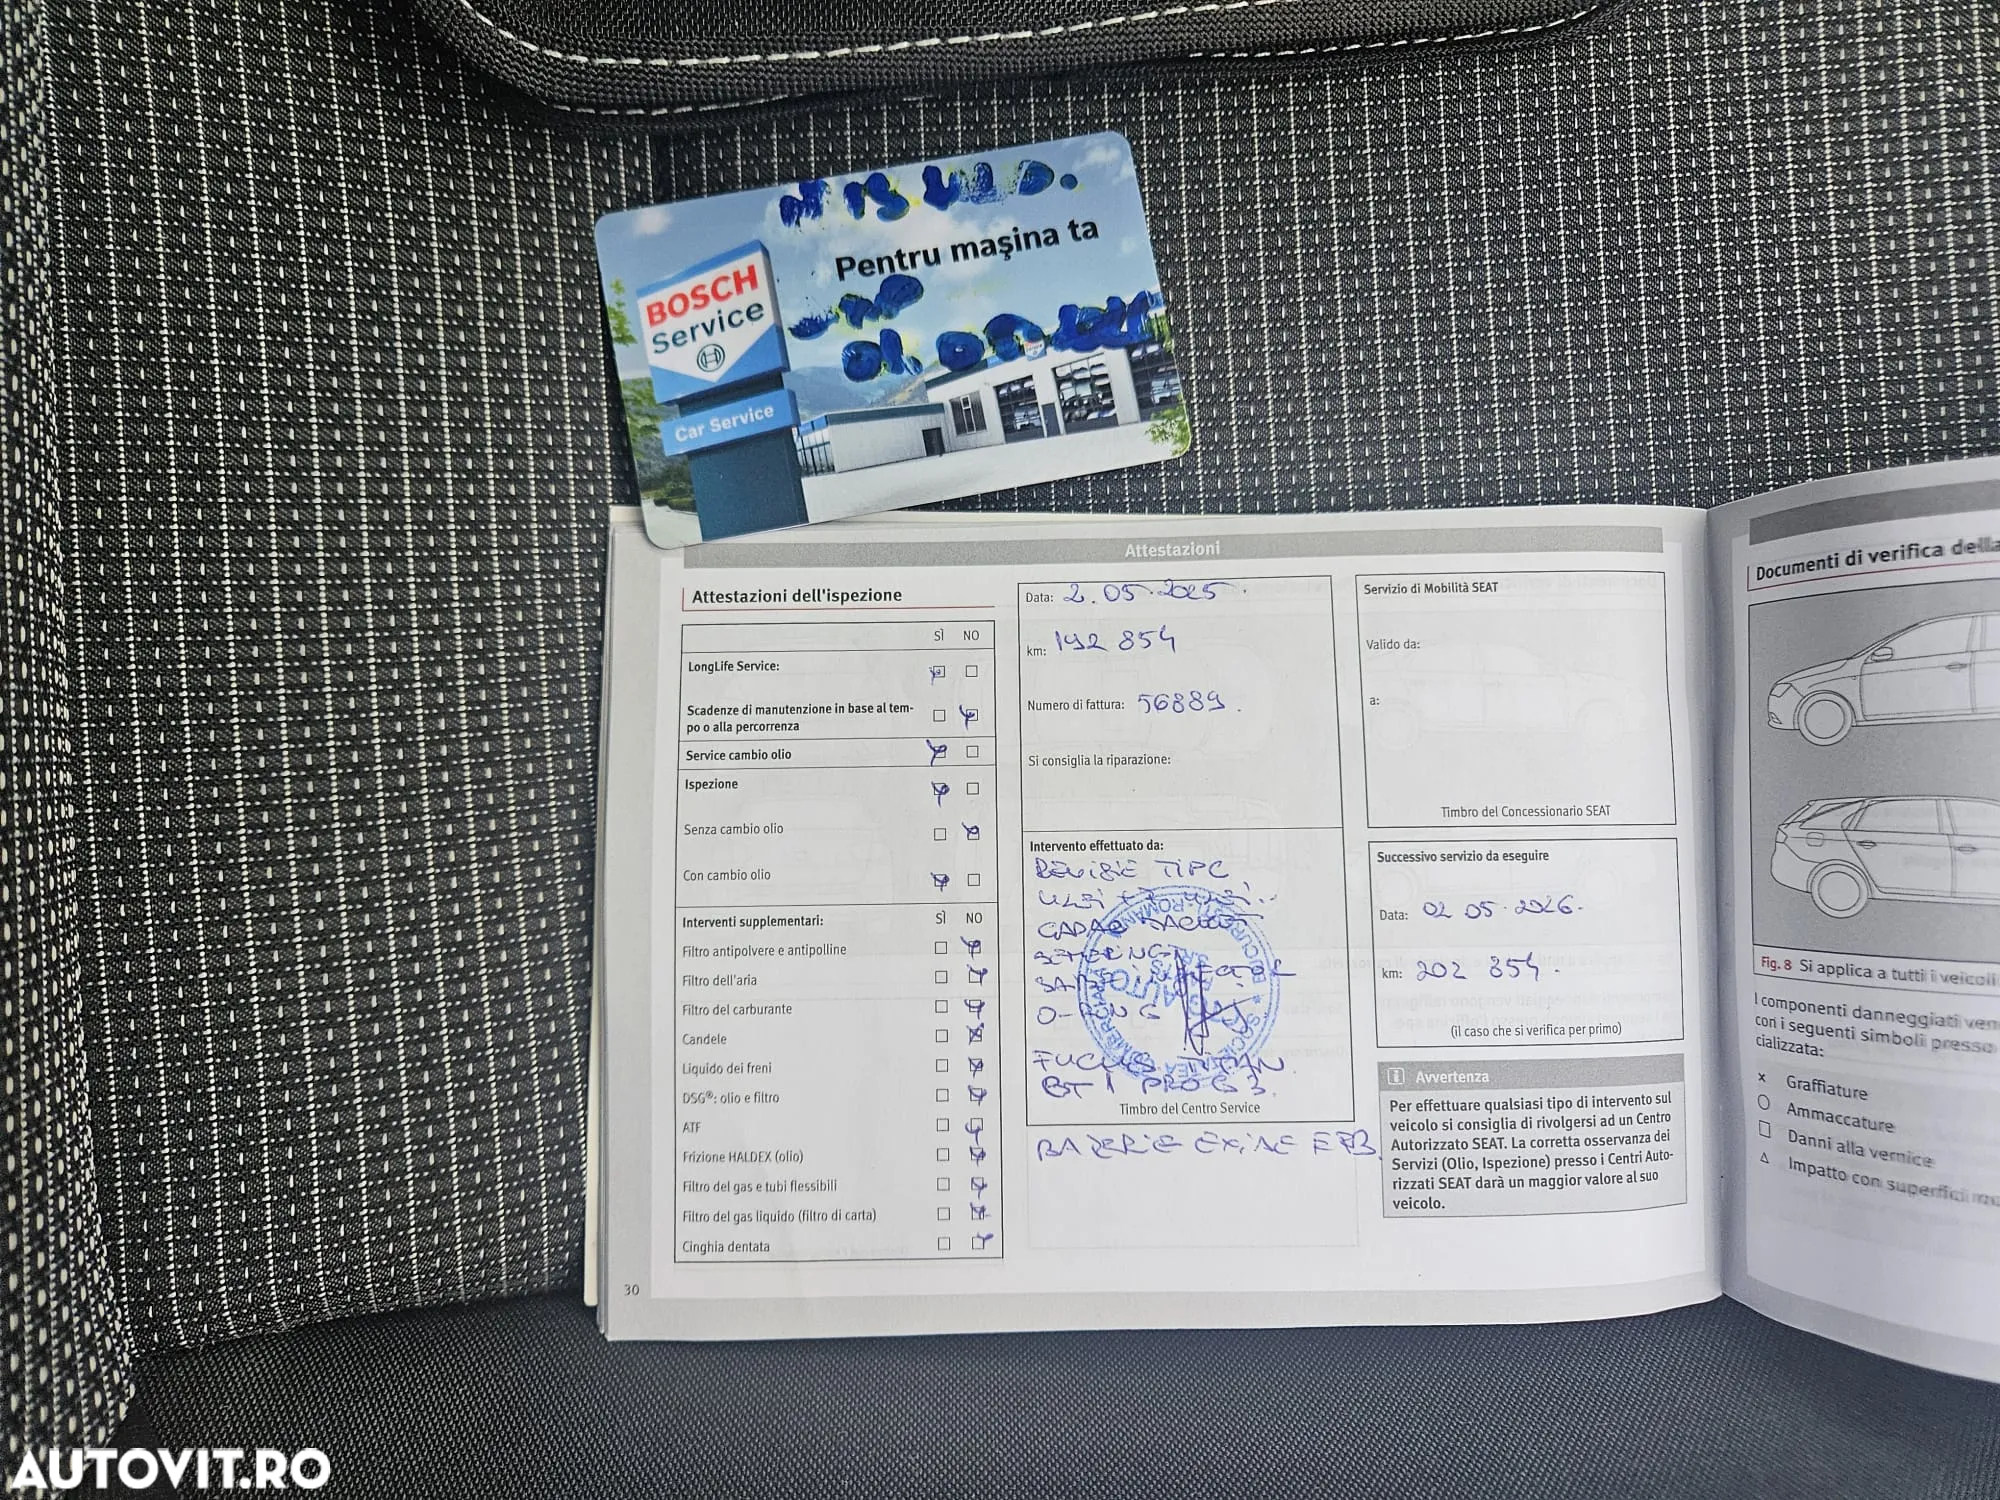 Pentru mașina ta
BOSCH
Service
Car Service
Attestazioni
Attestazioni dell'ispezione
SÌ NO
LongLife Service:
Scadenze di manutenzione in base al tem-
po o alla percorrenza
Service cambio olio
Ispezione
Senza cambio olio
Con cambio olio
Interventi supplementari: SÌ NO
Filtro antipolvere e antipolline
Filtro dell'aria
Filtro del carburante
Candele
Liquido dei freni
DSG®: olio e filtro
ATF
Frizione HALDEX (olio)
Filtro del gas e tubi flessibili
Filtro del gas liquido (filtro di carta)
Cinghia dentata
30
Data: 2.05.2025.
km: 192 854
Numero di fattura: 56889.
Si consiglia la riparazione:
Intervento effettuato da:
REVIZIE TIPC
O-RING
FUCHS TITAN
GT 1 PRO
Timbro del Centro Service
BATERIE EXIDE EFB
Servizio di Mobilità SEAT
Valido da:
a:
Timbro del Concessionario SEAT
Successivo servizio da eseguire
Data: 02 05.2026.
km: 202 854.
(il caso che si verifica per primo)
i Avvertenza
Per effettuare qualsiasi tipo di intervento sul
veicolo si consiglia di rivolgersi ad un Centro
Autorizzato SEAT. La corretta osservanza dei
Servizi (Olio, Ispezione) presso i Centri Auto-
rizzati SEAT darà un maggior valore al suo
veicolo.
Documenti di verifica della
Fig. 8 Si applica a tutti i veicoli
I componenti danneggiati ven
con i seguenti simboli presso
cializzata:
x Graffiature
Ammaccature
Danni alla vernice
Impatto con superfici
AUTOVIT.RO